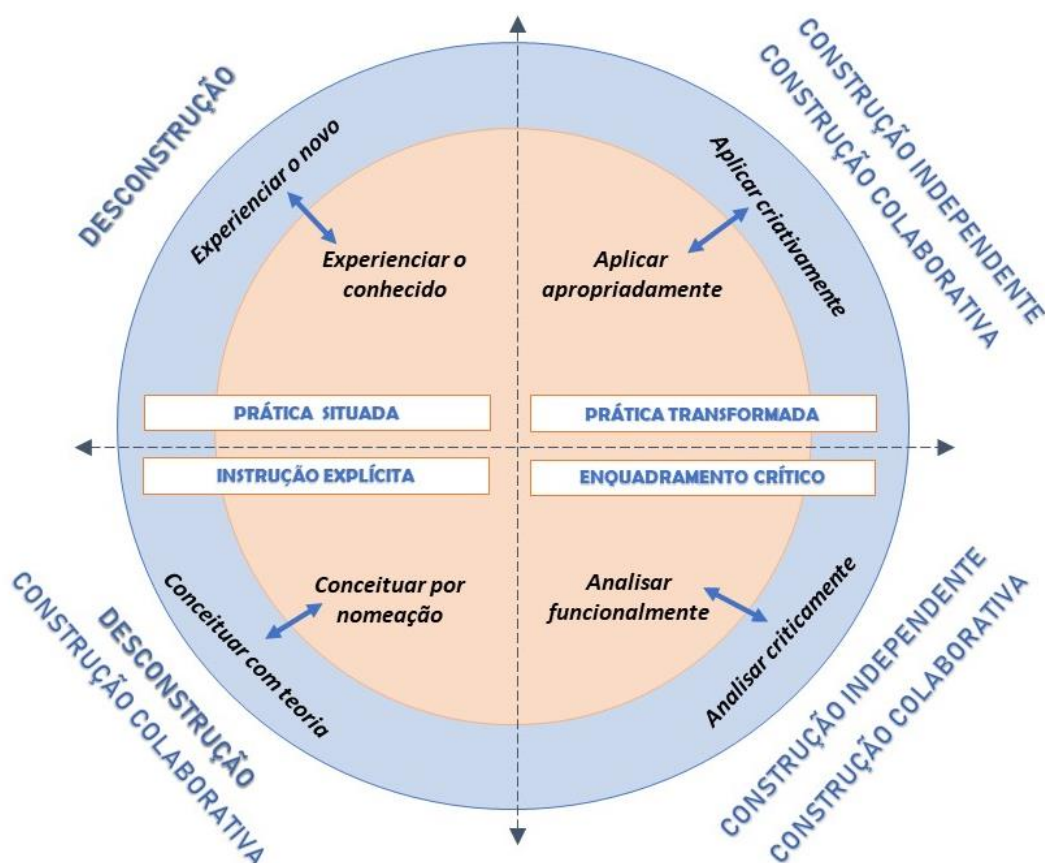 DESCONSTRUÇÃO
CONSTRUÇÃO INDEPENDENTE
CONSTRUÇÃO COLABORATIVA
Experienciar o novo
Experienciar o
conhecido
Aplicar
apropriadamente
Aplicar criativamente
PRÁTICA SITUADA
PRÁTICA TRANSFORMADA
INSTRUÇÃO EXPLÍCITA
ENQUADRAMENTO CRÍTICO
Conceituar com teoria
Conceituar por
nomeação
Analisar
funcionalmente
Analisar criticamente
DESCONSTRUÇÃO
CONSTRUÇÃO COLABORATIVA
CONSTRUÇÃO INDEPENDENTE
CONSTRUÇÃO COLABORATIVA